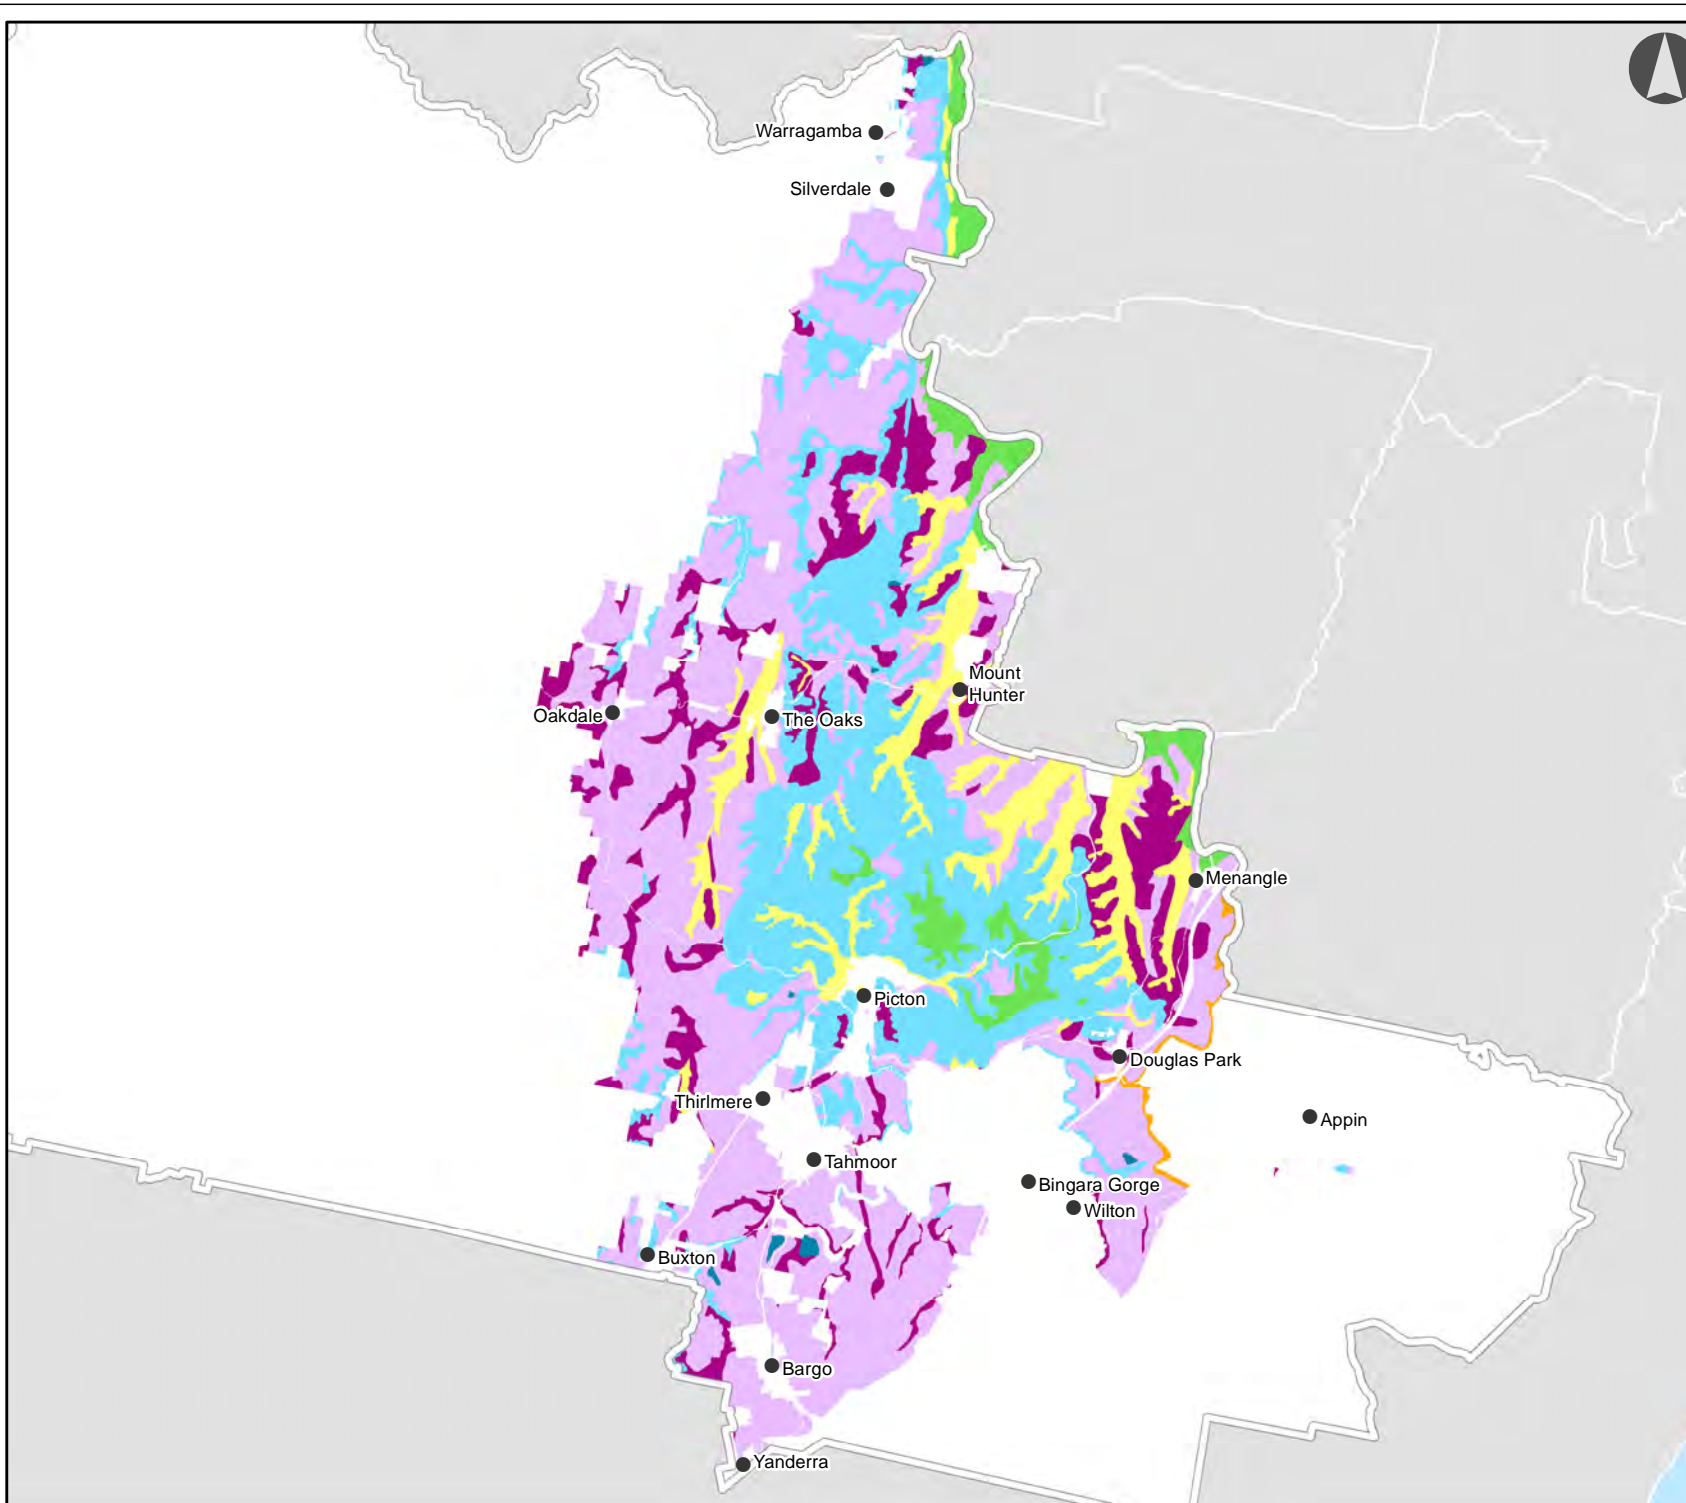 Warragamba
Silverdale
Mount
Hunter
Oakdale
The Oaks
Menangle
Picton
Douglas Park
Thirlmere
Appin
Tahmoor
Bingara Gorge
Wilton
Buxton
Bargo
Yanderra